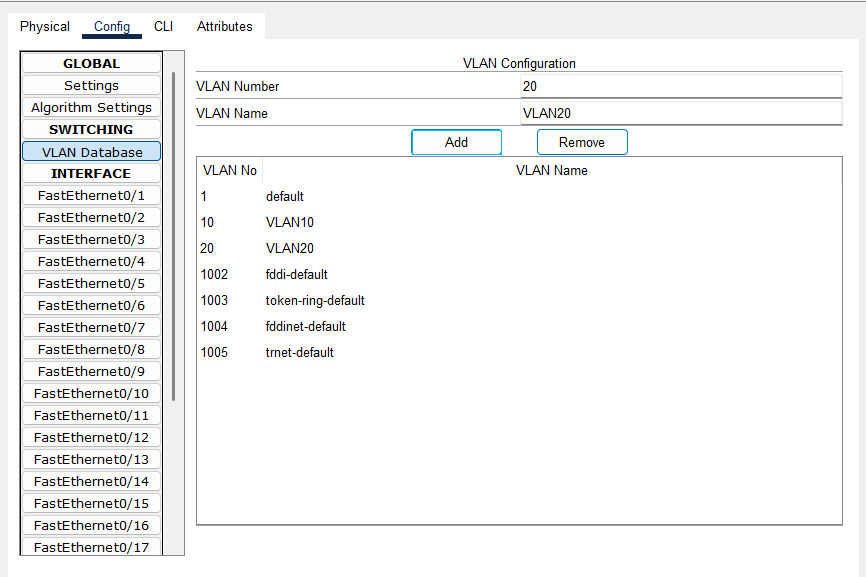 Physical Config CLI Attributes
GLOBAL
Settings
Algorithm Settings
SWITCHING
VLAN Database
INTERFACE
FastEthernet0/1
FastEthernet0/2
FastEthernet0/3
FastEthernet0/4
FastEthernet0/5
FastEthernet0/6
FastEthernet0/7
FastEthernet0/8
FastEthernet0/9
FastEthernet0/10
FastEthernet0/11
FastEthernet0/12
FastEthernet0/13
FastEthernet0/14
FastEthernet0/15
FastEthernet0/16
FastEthernet0/17
VLAN Configuration
VLAN Number 20
VLAN Name VLAN20
Add Remove
VLAN No VLAN Name
1 default
10 VLAN10
20 VLAN20
1002 fddi-default
1003 token-ring-default
1004 fddinet-default
1005 trnet-default